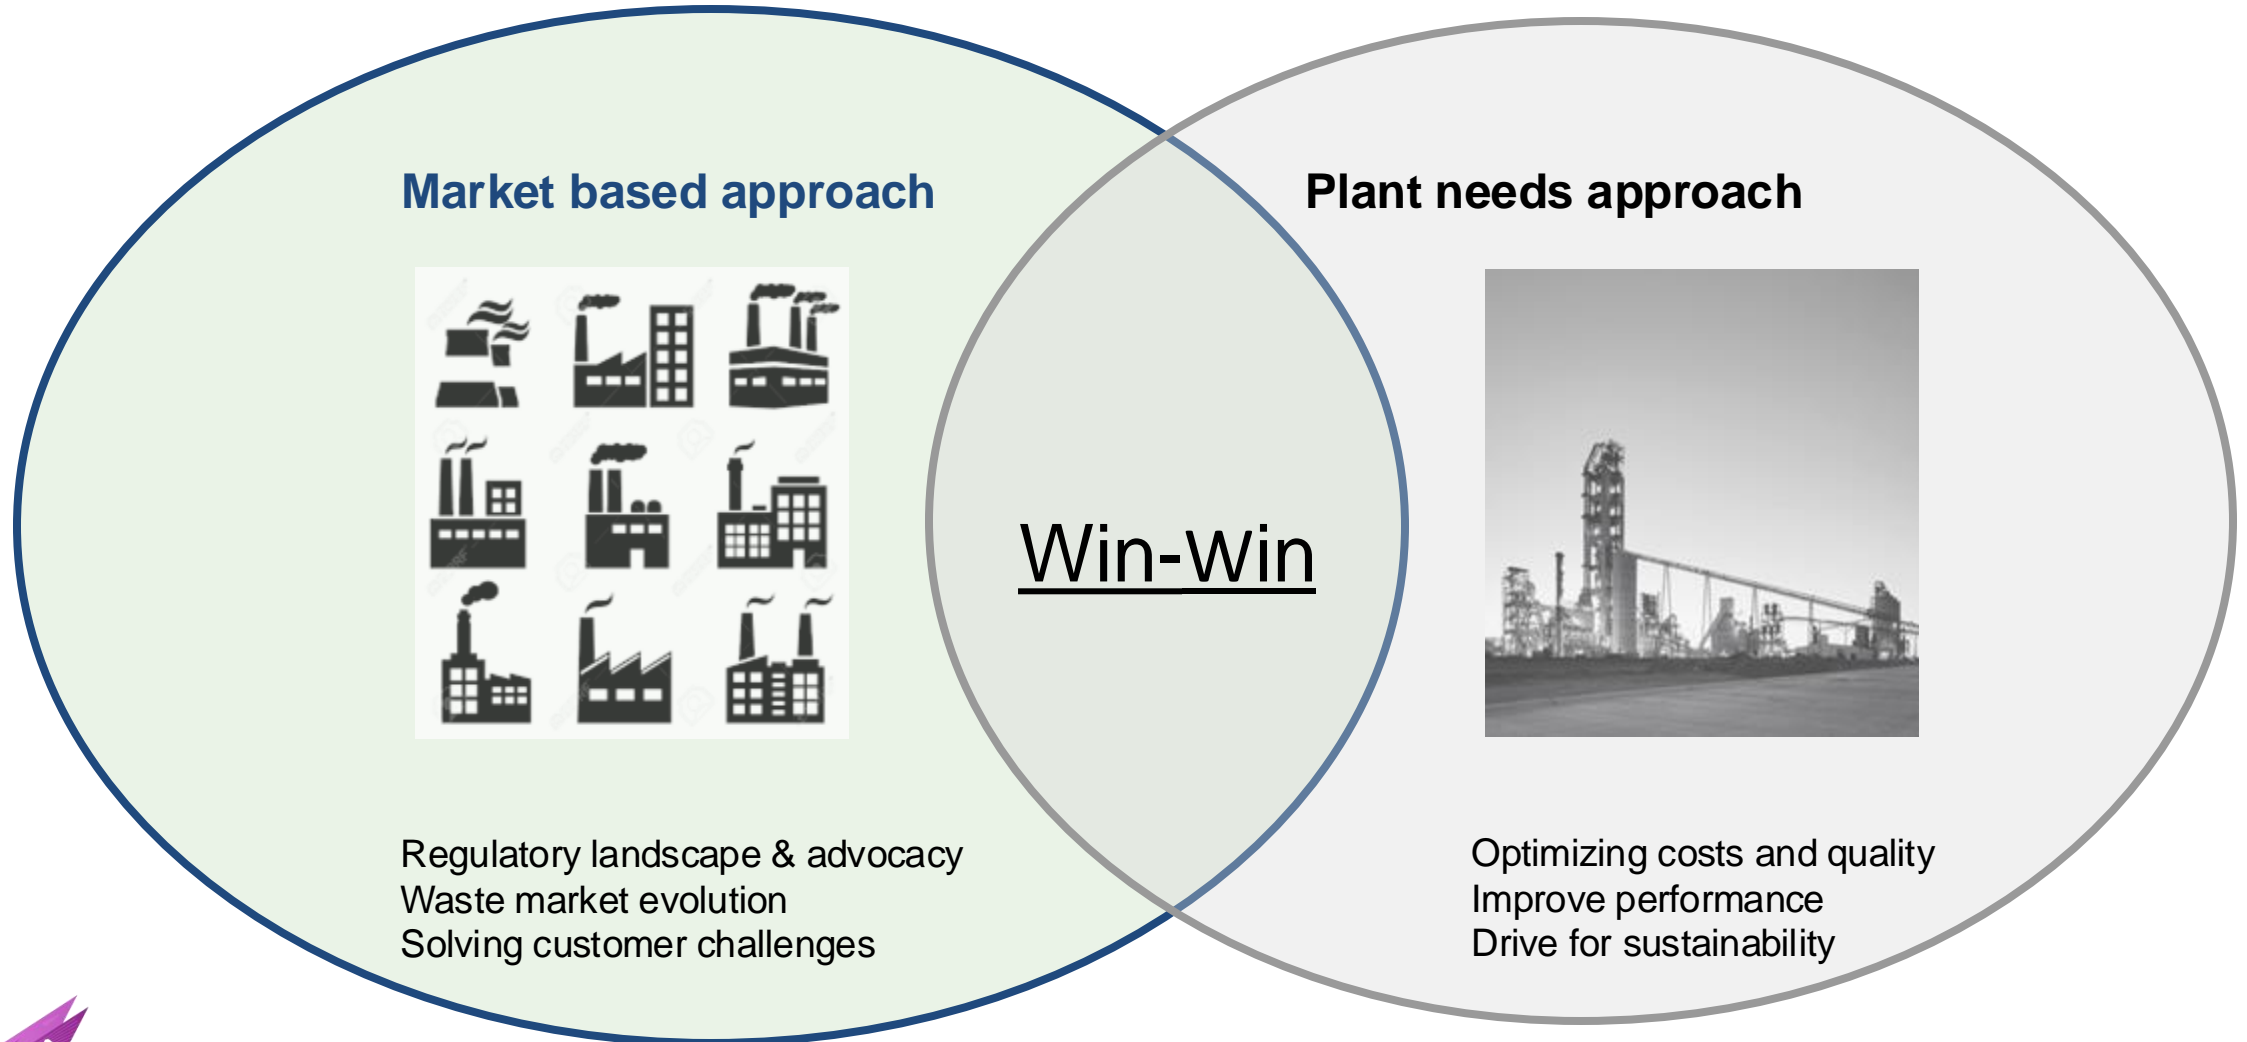 Market based approach
Plant needs approach
Win-Win
Regulatory landscape & advocacy
Waste market evolution
Solving customer challenges
Optimizing costs and quality
Improve performance
Drive for sustainability